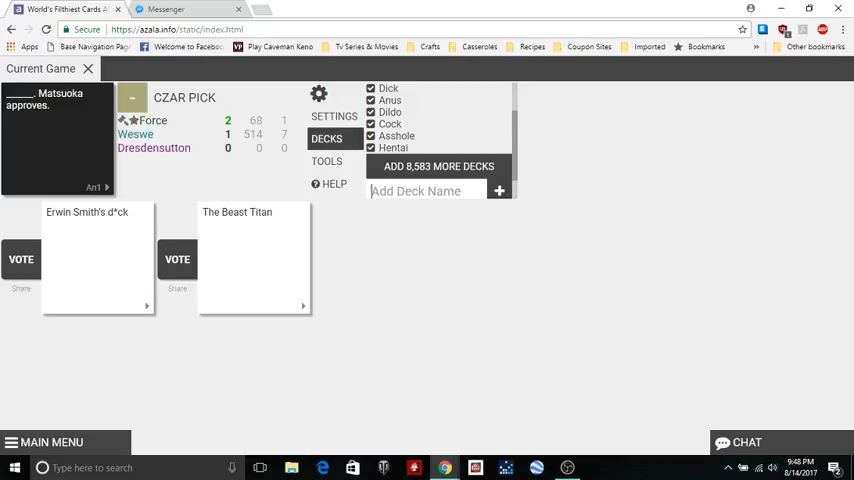 World's Filthiest Cards A
Messenger
Secure
https://azala.info/static/index.html
Apps
Base Navigation Page
Welcome to Facebo
Play Caveman Keno
Tv Series & Movies
Crafts
Casseroles
Recipes
Coupon Sites
Imported
Bookmarks
»
Other bookmarks
Current Game
______. Matsuoka
approves.
An1
-
CZAR PICK
Force 2 68 1
Weswe 1 514 7
Dresdensutton 0 0 0
SETTINGS
DECKS
TOOLS
HELP
Dick
Anus
Dildo
Cock
Asshole
Hentai
ADD 8,583 MORE DECKS
Add Deck Name
VOTE
Share
Erwin Smith's d*ck
VOTE
Share
The Beast Titan
MAIN MENU
CHAT
Type here to search
9:48 PM
8/14/2017
2